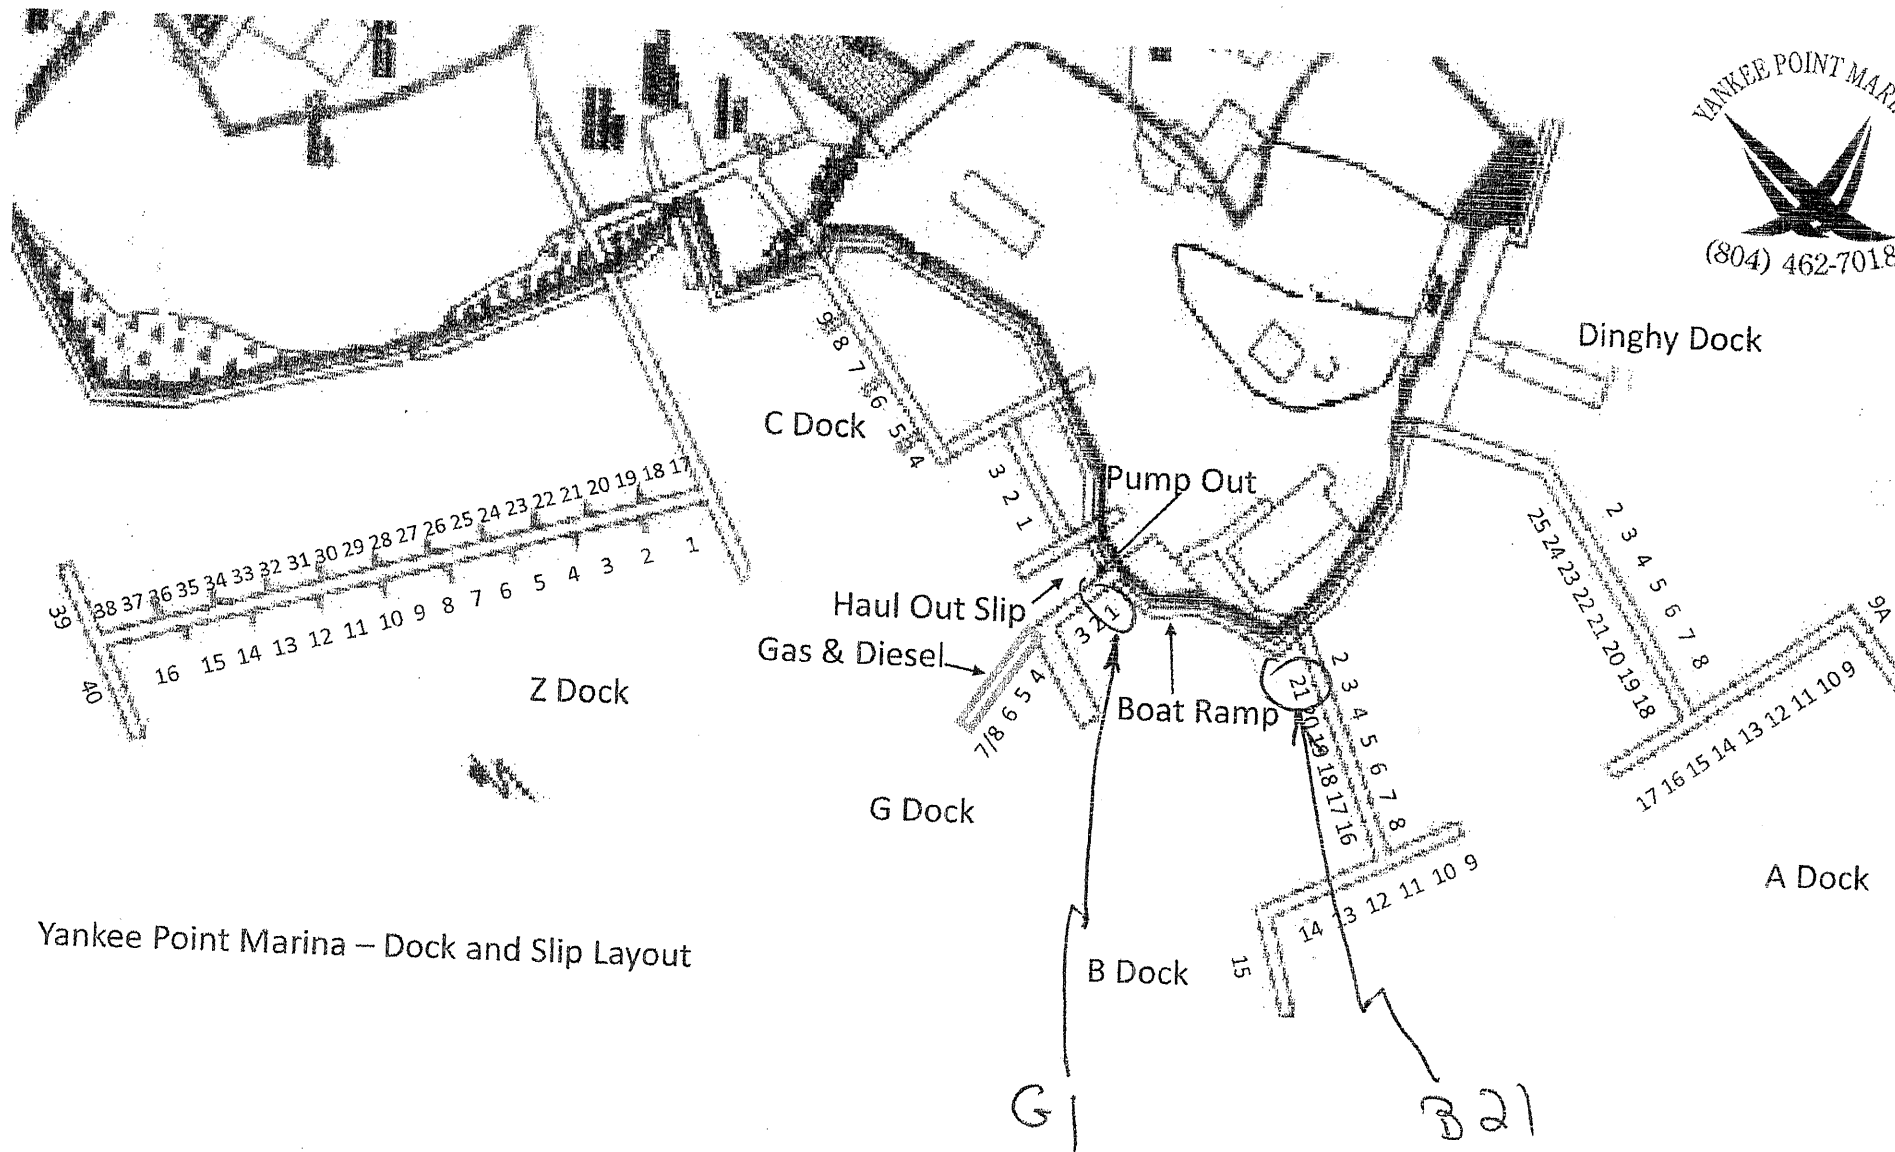 YANKEE POINT MARI
(804) 462-7018
Dinghy Dock
C Dock
9 8 7 6 5 4
3 2 1
Pump Out
Haul Out Slip
Gas & Diesel
3 2 1
7/8 6 5 4
G Dock
Boat Ramp
38 37 36 35 34 33 32 31 30 29 28 27 26 25 24 23 22 21 20 19 18 17
39
40
16 15 14 13 12 11 10 9 8 7 6 5 4 3 2 1
Z Dock
2 3 4 5 6 7 8
21 20 19 18 17 16
14 13 12 11 10 9
15
B Dock
2 3 4 5 6 7 8
25 24 23 22 21 20 19 18
9A
17 16 15 14 13 12 11 10 9
A Dock
Yankee Point Marina – Dock and Slip Layout
G1
B21